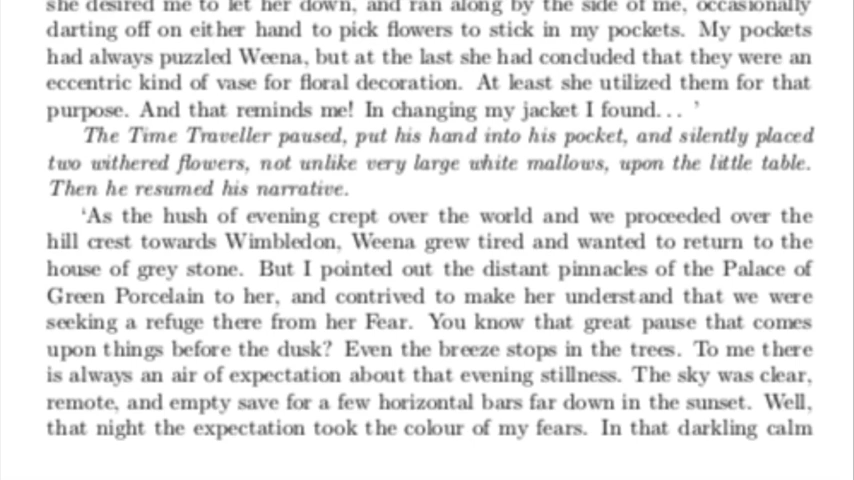 she desired me to let her down, and ran along by the side of me, occasionally
darting off on either hand to pick flowers to stick in my pockets. My pockets
had always puzzled Weena, but at the last she had concluded that they were an
eccentric kind of vase for floral decoration. At least she utilized them for that
purpose. And that reminds me! In changing my jacket I found... ’
The Time Traveller paused, put his hand into his pocket, and silently placed
two withered flowers, not unlike very large white mallows, upon the little table.
Then he resumed his narrative.
‘As the hush of evening crept over the world and we proceeded over the
hill crest towards Wimbledon, Weena grew tired and wanted to return to the
house of grey stone. But I pointed out the distant pinnacles of the Palace of
Green Porcelain to her, and contrived to make her understand that we were
seeking a refuge there from her Fear. You know that great pause that comes
upon things before the dusk? Even the breeze stops in the trees. To me there
is always an air of expectation about that evening stillness. The sky was clear,
remote, and empty save for a few horizontal bars far down in the sunset. Well,
that night the expectation took the colour of my fears. In that darkling calm